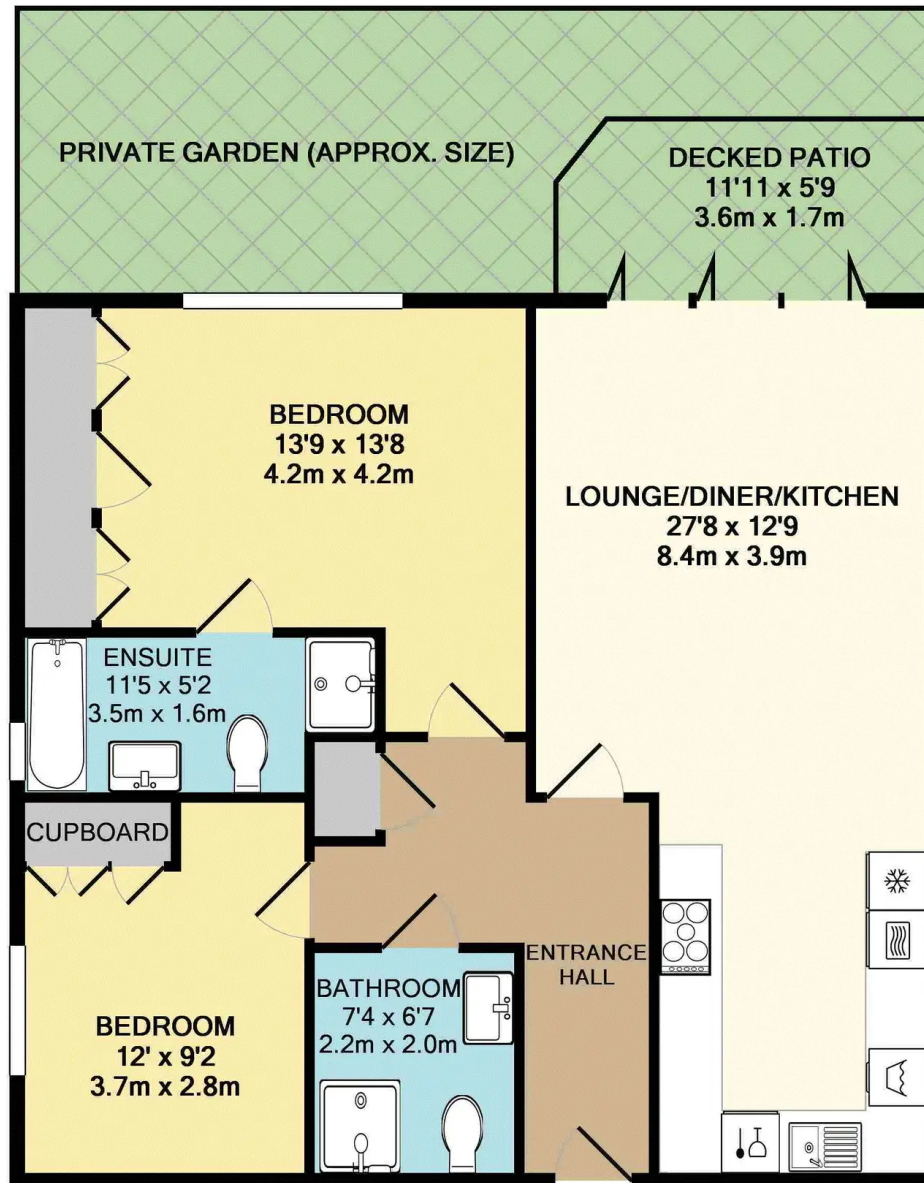 PRIVATE GARDEN (APPROX. SIZE)
DECKED PATIO
11'11 x 5'9
3.6m x 1.7m
BEDROOM
13'9 x 13'8
4.2m x 4.2m
LOUNGE/DINER/KITCHEN
27'8 x 12'9
8.4m x 3.9m
ENSUITE
11'5 x 5'2
3.5m x 1.6m
CUPBOARD
ENTRANCE
HALL
BATHROOM
7'4 x 6'7
2.2m x 2.0m
BEDROOM
12' x 9'2
3.7m x 2.8m